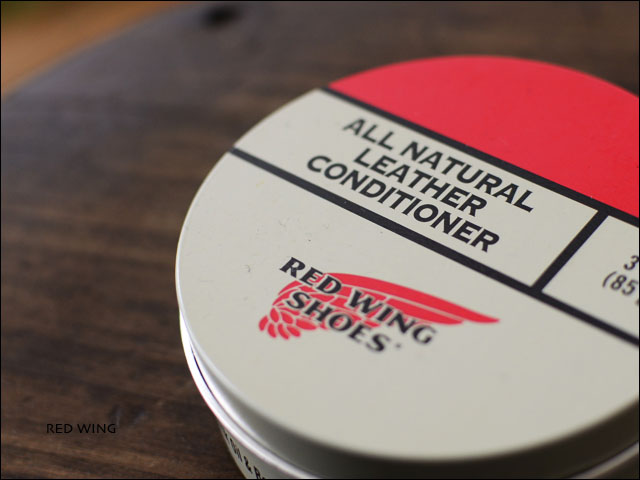 ALL NATURAL
LEATHER
CONDITIONER
3
(85
RED WING
SHOES
RED WING